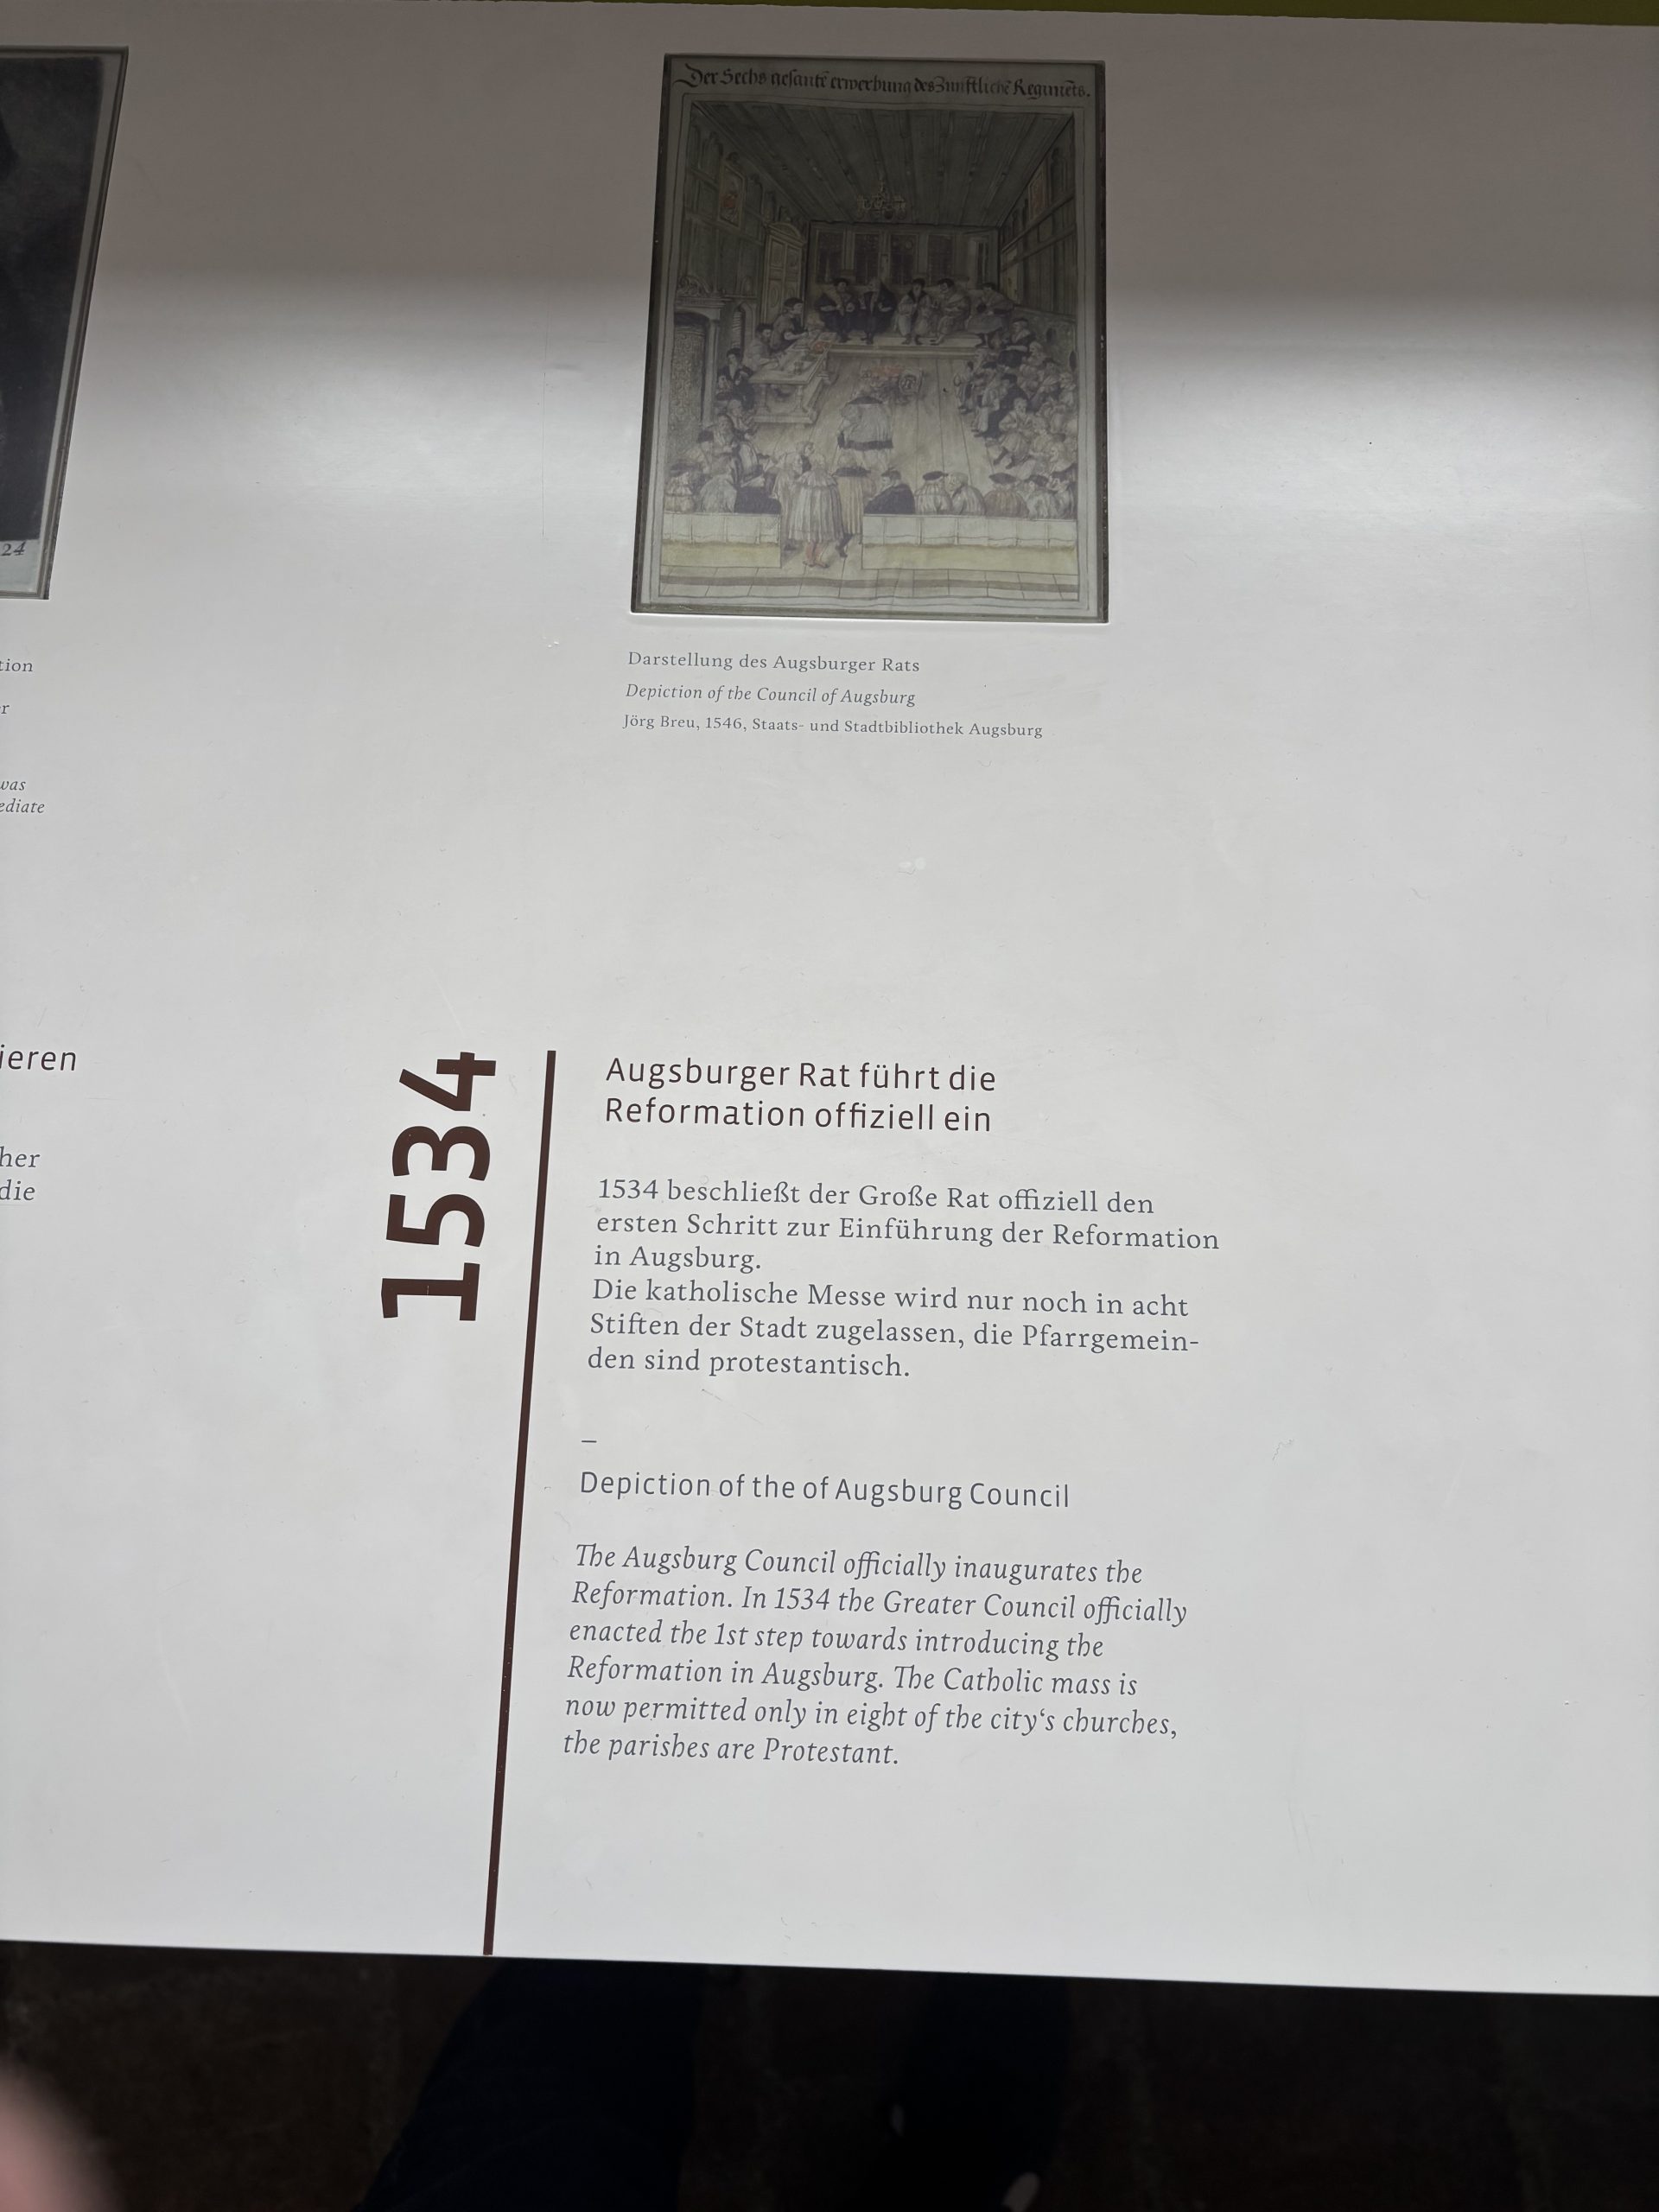 Der Sechs gesante erwerbung des Zunftliche Regiments.
24
Darstellung des Augsburger Rats
Depiction of the Council of Augsburg
Jörg Breu, 1546, Staats- und Stadtbibliothek Augsburg
tion
r
was
ediate
ieren
her
die
1534
Augsburger Rat führt die
Reformation offiziell ein
1534 beschließt der Große Rat offiziell den
ersten Schritt zur Einführung der Reformation
in Augsburg.
Die katholische Messe wird nur noch in acht
Stiften der Stadt zugelassen, die Pfarrgemein-
den sind protestantisch.
–
Depiction of the of Augsburg Council
The Augsburg Council officially inaugurates the
Reformation. In 1534 the Greater Council officially
enacted the 1st step towards introducing the
Reformation in Augsburg. The Catholic mass is
now permitted only in eight of the city‘s churches,
the parishes are Protestant.